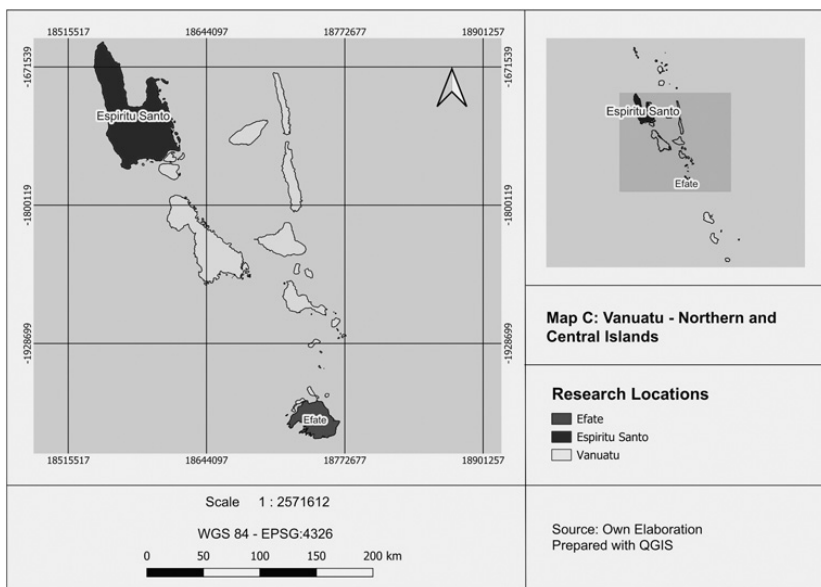 18515517 18644097 18772677 18901257
-1671539 -1671539
Espiritu Santo
-1800119 -1800119
-1928699 -1928699
Efate
18515517 18644097 18772677 18901257
Espiritu Santo
Efate
Map C: Vanuatu - Northern and
Central Islands
Research Locations
Efate
Espiritu Santo
Vanuatu
Scale 1 : 2571612
WGS 84 - EPSG:4326
0 50 100 150 200 km
Source: Own Elaboration
Prepared with QGIS